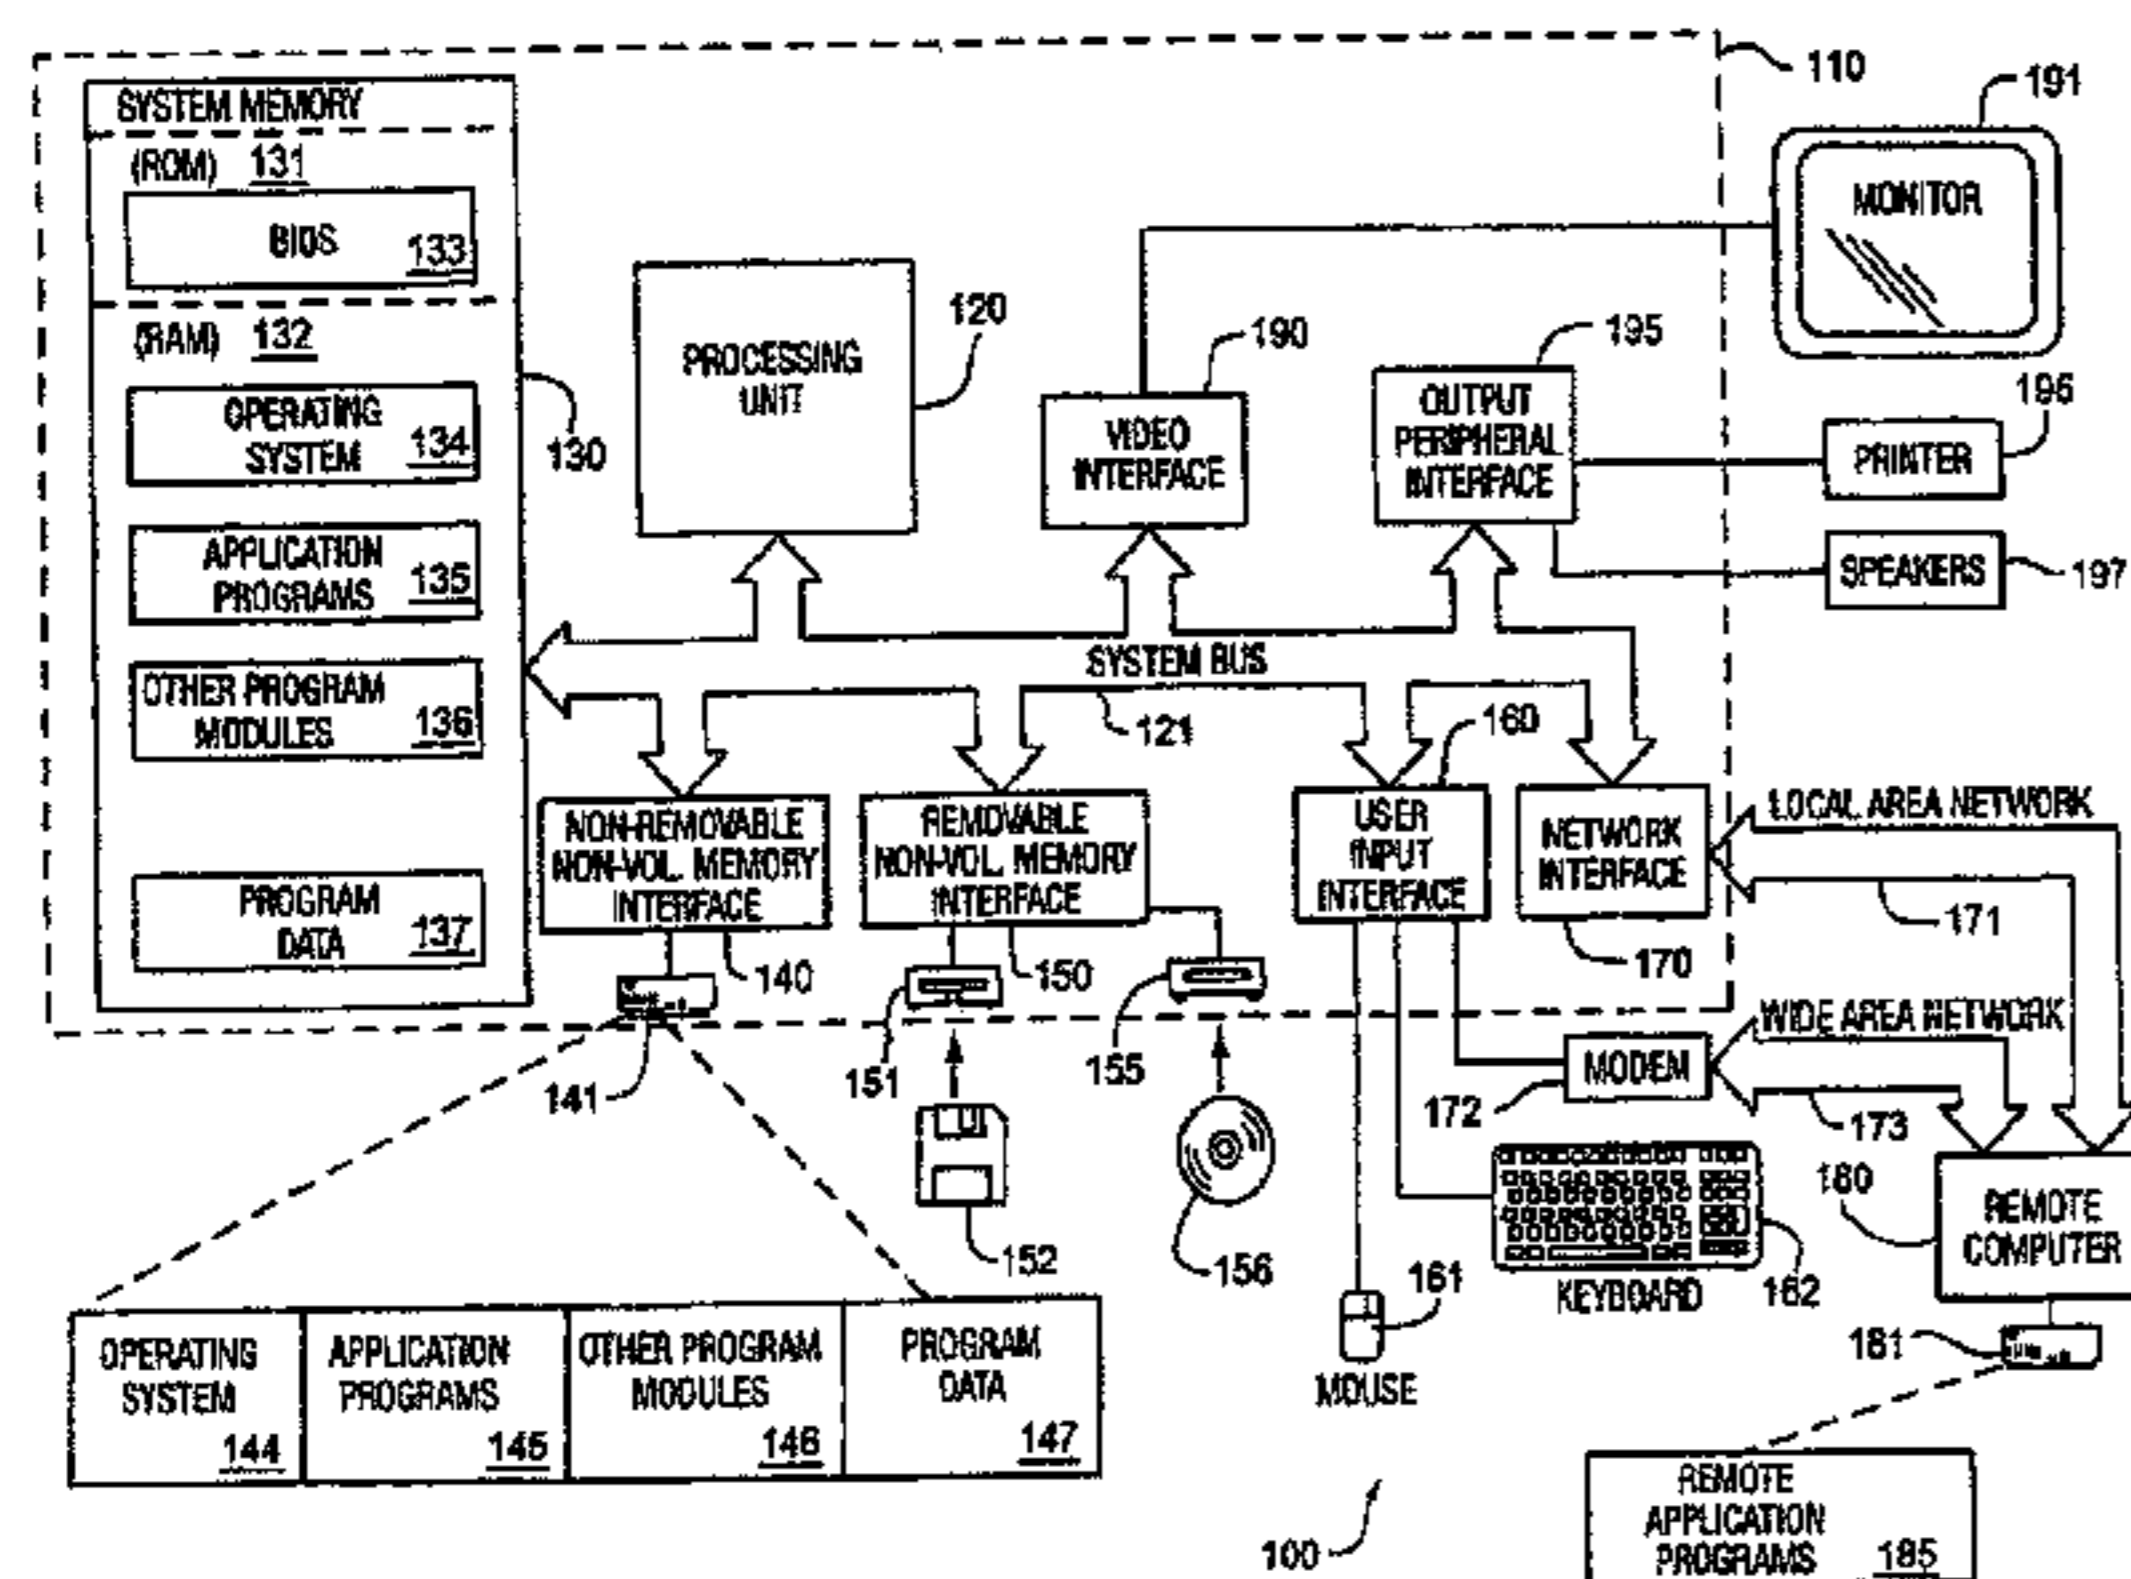 110
191
SYSTEM MEMORY
(ROM) 131
BIOS 133
(RAM) 132
OPERATING
SYSTEM 134
APPLICATION
PROGRAMS 135
OTHER PROGRAM
MODULES 136
PROGRAM
DATA 137
130
PROCESSING
UNIT
120
VIDEO
INTERFACE
190
OUTPUT
PERIPHERAL
INTERFACE
195
MONITOR
196
PRINTER
SPEAKERS
197
SYSTEM BUS
121
160
NON-REMOVABLE
NON-VOL. MEMORY
INTERFACE
140
REMOVABLE
NON-VOL. MEMORY
INTERFACE
150
USER
INPUT
INTERFACE
NETWORK
INTERFACE
170
LOCAL AREA NETWORK
171
WIDE AREA NETWORK
173
141
151
155
152
156
MODEM
172
KEYBOARD
162
161
MOUSE
180
REMOTE
COMPUTER
181
OPERATING
SYSTEM
144
APPLICATION
PROGRAMS
145
OTHER PROGRAM
MODULES
146
PROGRAM
DATA
147
100
REMOTE
APPLICATION
PROGRAMS 185